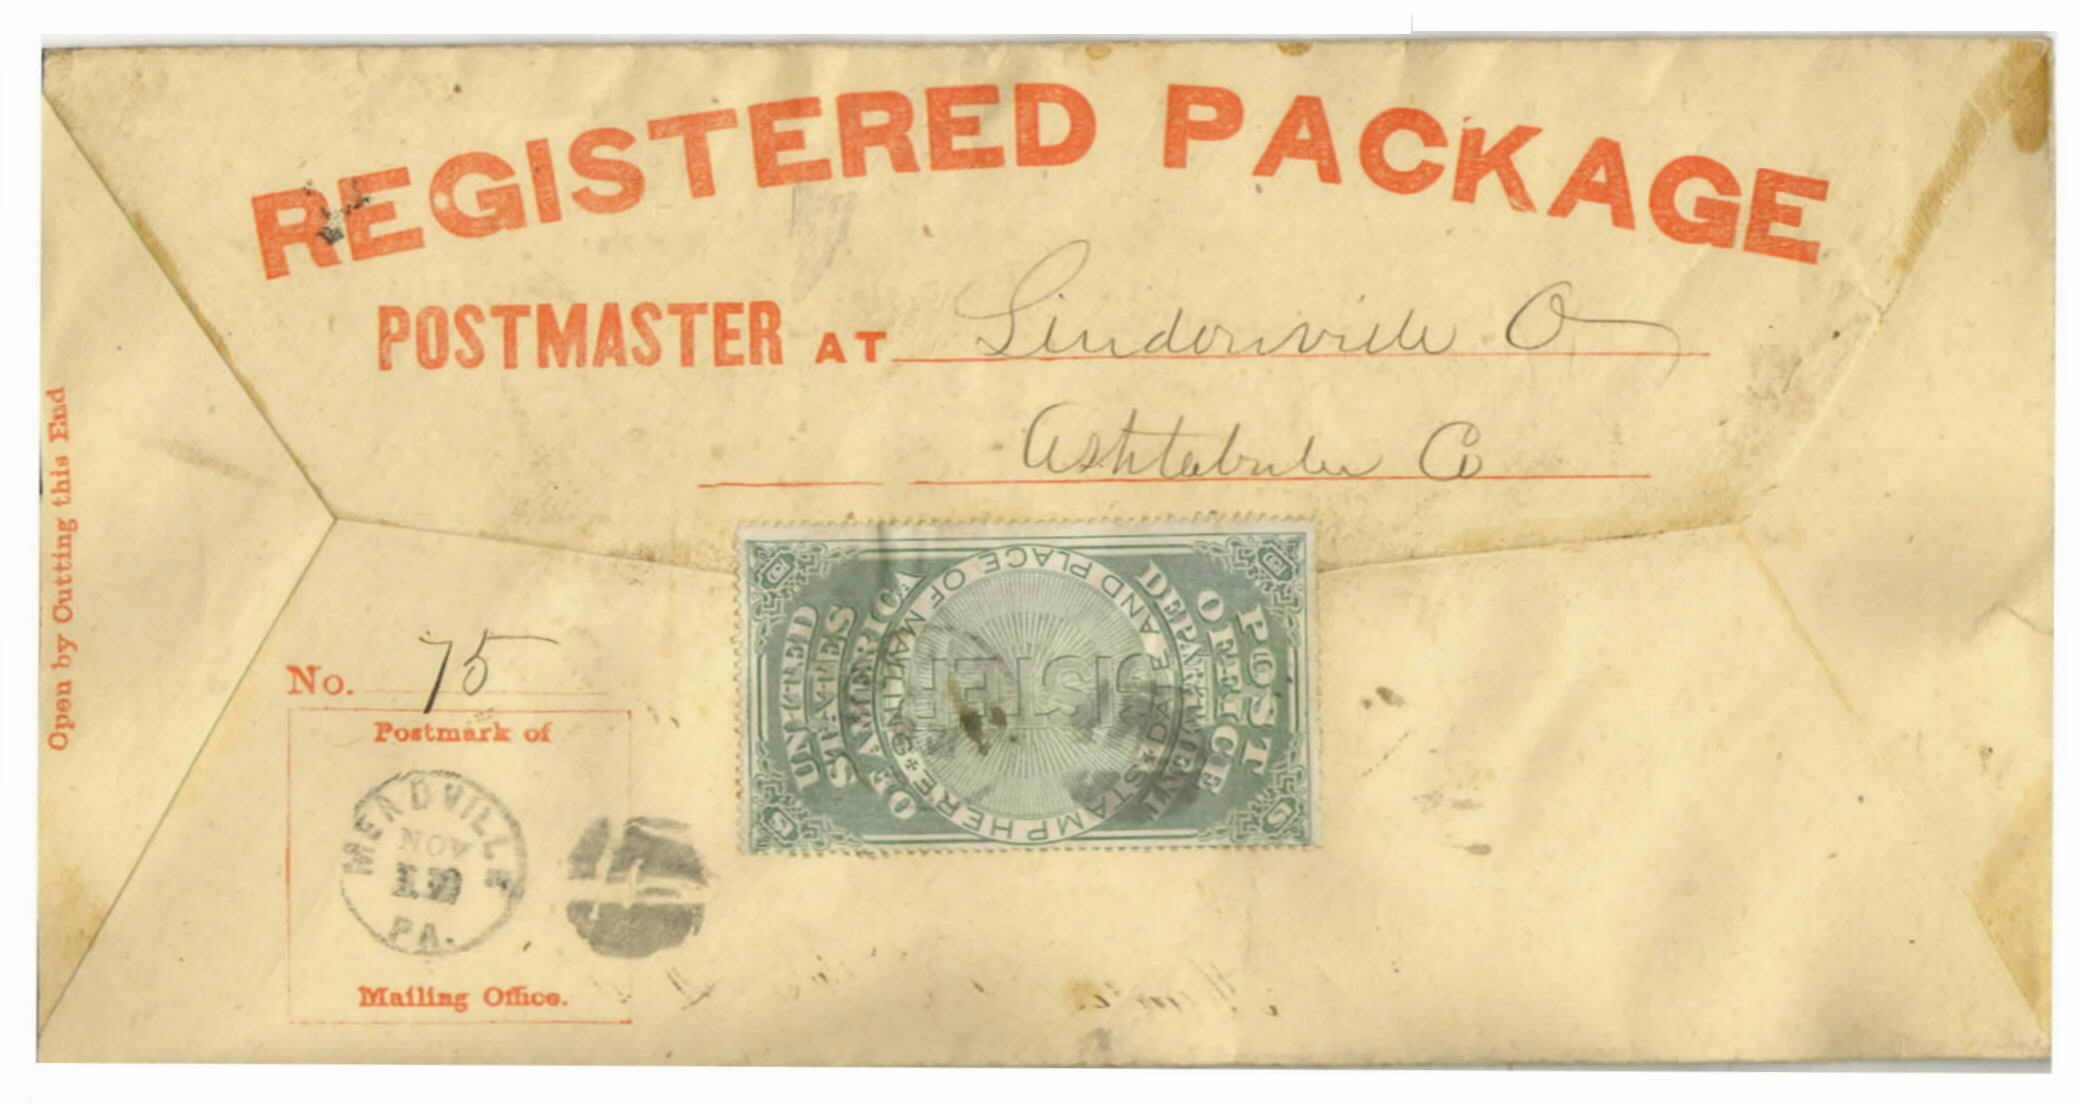 REGISTERED PACKAGE
POSTMASTER AT Lindenville O
Ashtabula Co
Open by Cutting this End
No. 75
Postmark of
MEADVILLE
NOV
PA.
Mailing Office.
POST
OFFICE
DEPARTMENT
UNITED
STATES
OF AMERICA
STAMP HERE * DATE AND PLACE OF MAILING *